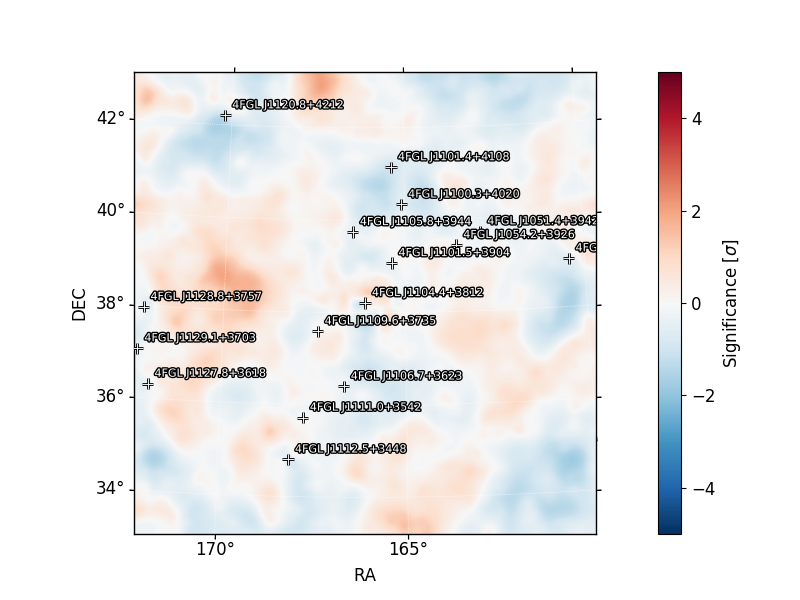 42°
40°
38°
36°
34°
DEC
170°
165°
RA
4FGL J1120.8+4212
4FGL J1101.4+4108
4FGL J1100.3+4020
4FGL J1105.8+3944
4FGL J1051.4+3942
4FGL J1054.2+3926
4FG
4FGL J1101.5+3904
4FGL J1128.8+3757
4FGL J1104.4+3812
4FGL J1109.6+3735
4FGL J1129.1+3703
4FGL J1127.8+3618
4FGL J1106.7+3623
4FGL J1111.0+3542
4FGL J1112.5+3448
4
2
0
−2
−4
Significance [σ]